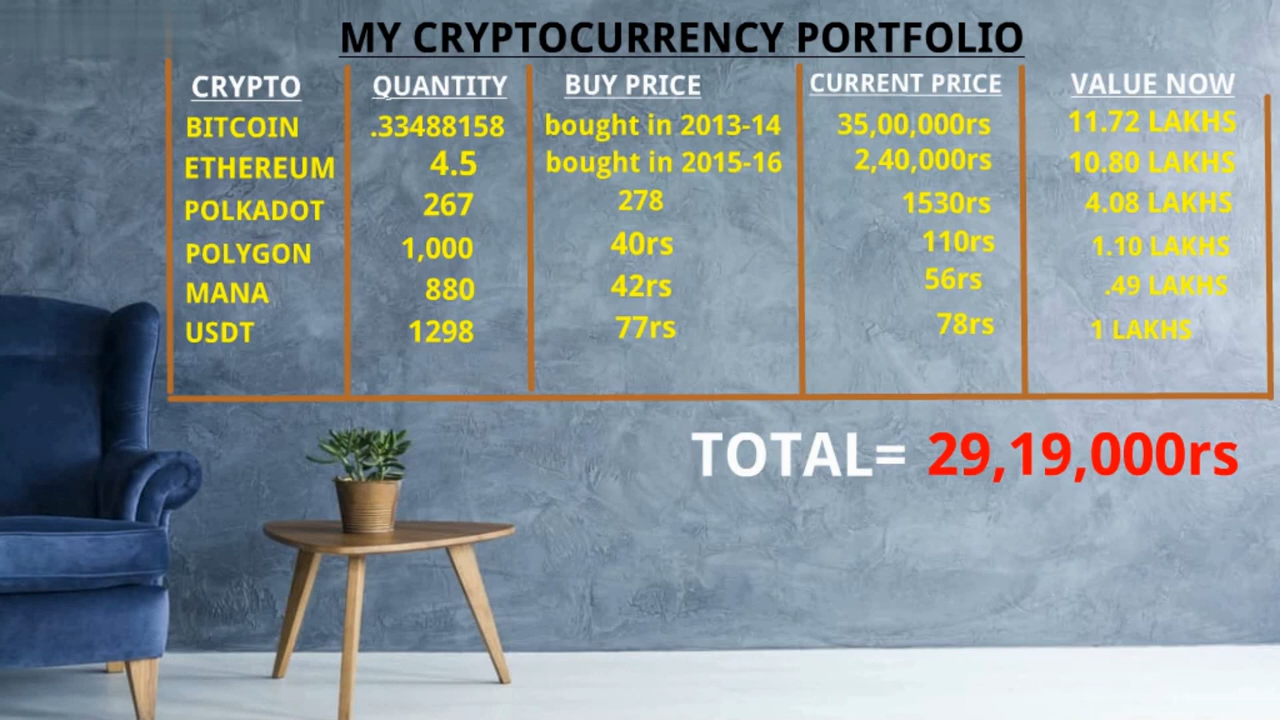 MY CRYPTOCURRENCY PORTFOLIO
CRYPTO QUANTITY BUY PRICE CURRENT PRICE VALUE NOW
BITCOIN .33488158 bought in 2013-14 35,00,000rs 11.72 LAKHS
ETHEREUM 4.5 bought in 2015-16 2,40,000rs 10.80 LAKHS
POLKADOT 267 278 1530rs 4.08 LAKHS
POLYGON 1,000 40rs 110rs 1.10 LAKHS
MANA 880 42rs 56rs .49 LAKHS
USDT 1298 77rs 78rs 1 LAKHS
TOTAL= 29,19,000rs